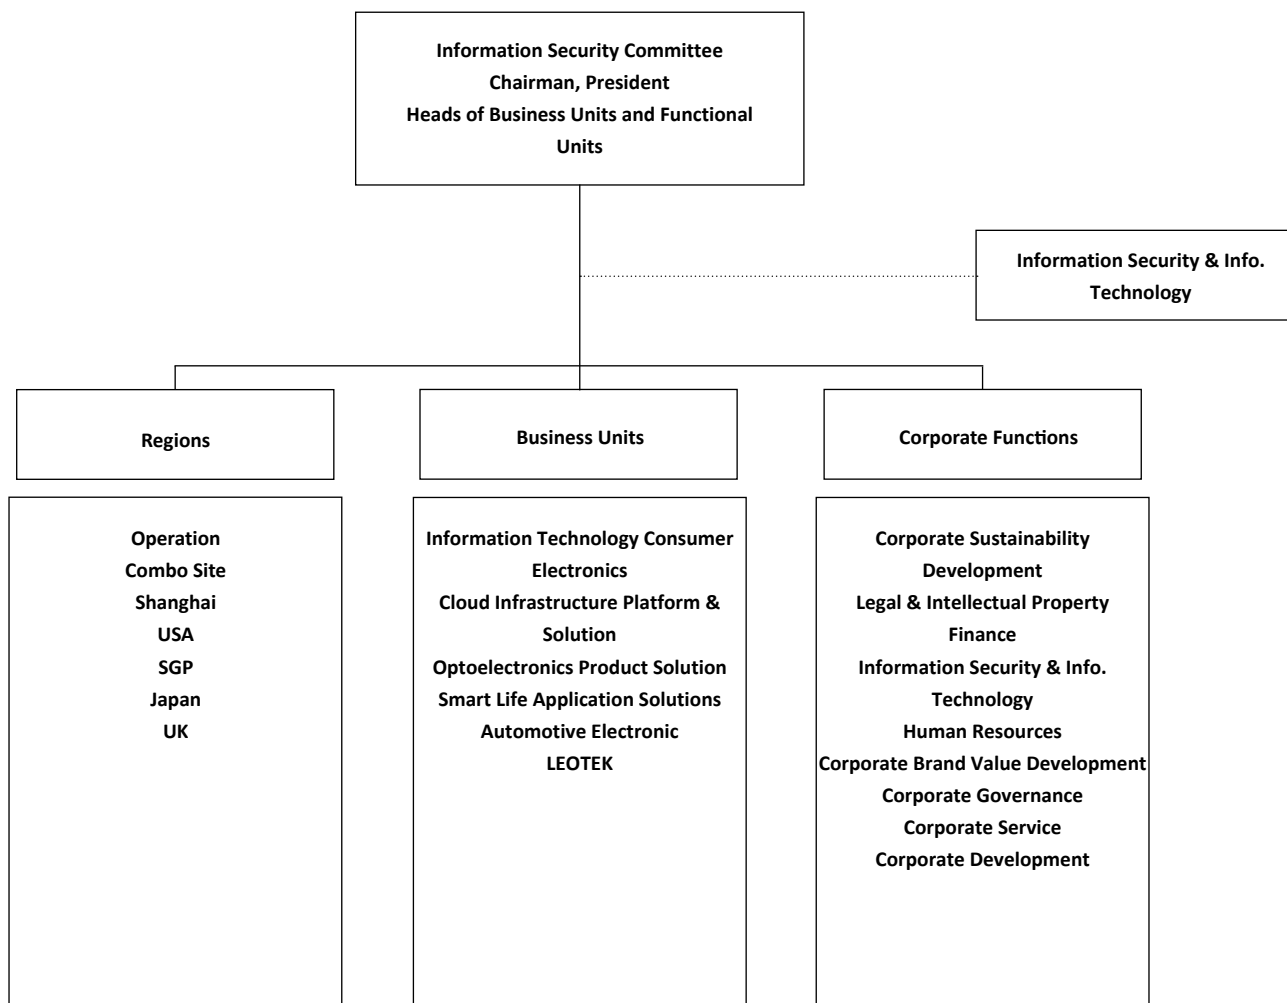 Information Security Committee
Chairman, President
Heads of Business Units and Functional
Units
Information Security & Info.
Technology
Regions
Business Units
Corporate Functions
Operation
Combo Site
Shanghai
USA
SGP
Japan
UK
Information Technology Consumer
Electronics
Cloud Infrastructure Platform &
Solution
Optoelectronics Product Solution
Smart Life Application Solutions
Automotive Electronic
LEOTEK
Corporate Sustainability
Development
Legal & Intellectual Property
Finance
Information Security & Info.
Technology
Human Resources
Corporate Brand Value Development
Corporate Governance
Corporate Service
Corporate Development